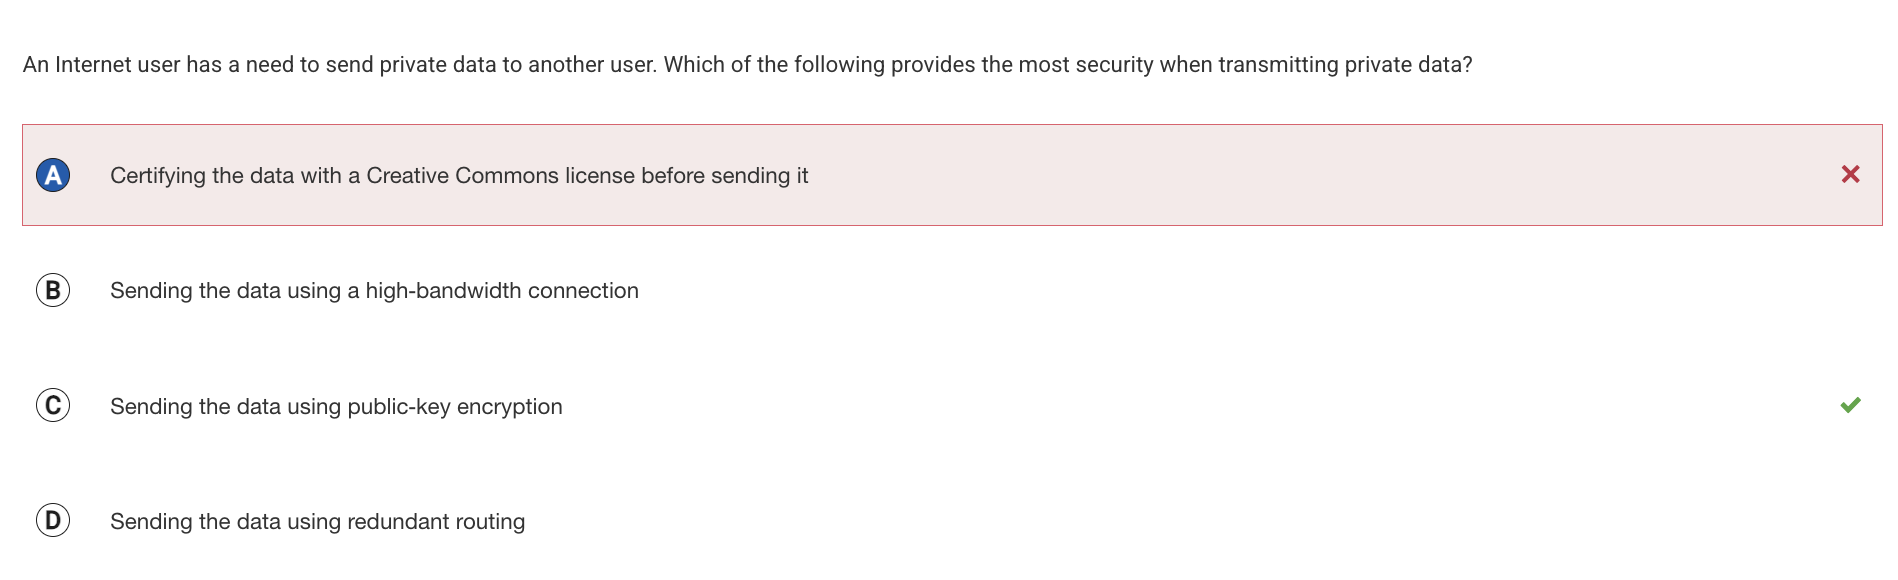 An Internet user has a need to send private data to another user. Which of the following provides the most security when transmitting private data?
A Certifying the data with a Creative Commons license before sending it
B Sending the data using a high-bandwidth connection
C Sending the data using public-key encryption
D Sending the data using redundant routing